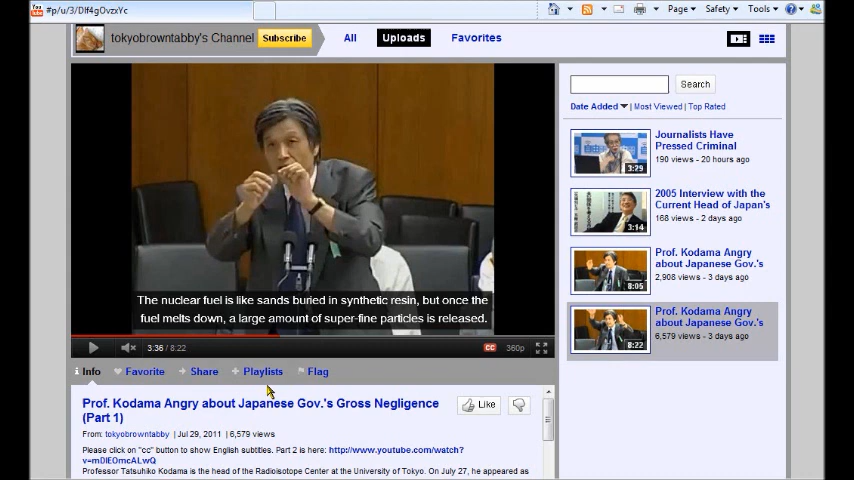 #p/u/3/DIf4gOvzxYc
Page
Safety
Tools
tokyobrowntabby's Channel
Subscribe
All
Uploads
Favorites
Search
Date Added
Most Viewed | Top Rated
Journalists Have
Pressed Criminal
190 views - 20 hours ago
3:29
2005 Interview with the
Current Head of Japan's
168 views - 2 days ago
3:14
Prof. Kodama Angry
about Japanese Gov.'s
2,908 views - 3 days ago
8:05
Prof. Kodama Angry
about Japanese Gov.'s
6,579 views - 3 days ago
8:22
The nuclear fuel is like sands buried in synthetic resin, but once the
fuel melts down, a large amount of super-fine particles is released.
3:36 / 8:22
CC
360p
Info
Favorite
Share
Playlists
Flag
Prof. Kodama Angry about Japanese Gov.'s Gross Negligence
(Part 1)
Like
From: tokyobrowntabby | Jul 29, 2011 | 6,579 views
Please click on "cc" button to show English subtitles. Part 2 is here: http://www.youtube.com/watch?
v=mDlEOmcALwQ
Professor Tatsuhiko Kodama is the head of the Radioisotope Center at the University of Tokyo. On July 27, he appeared as